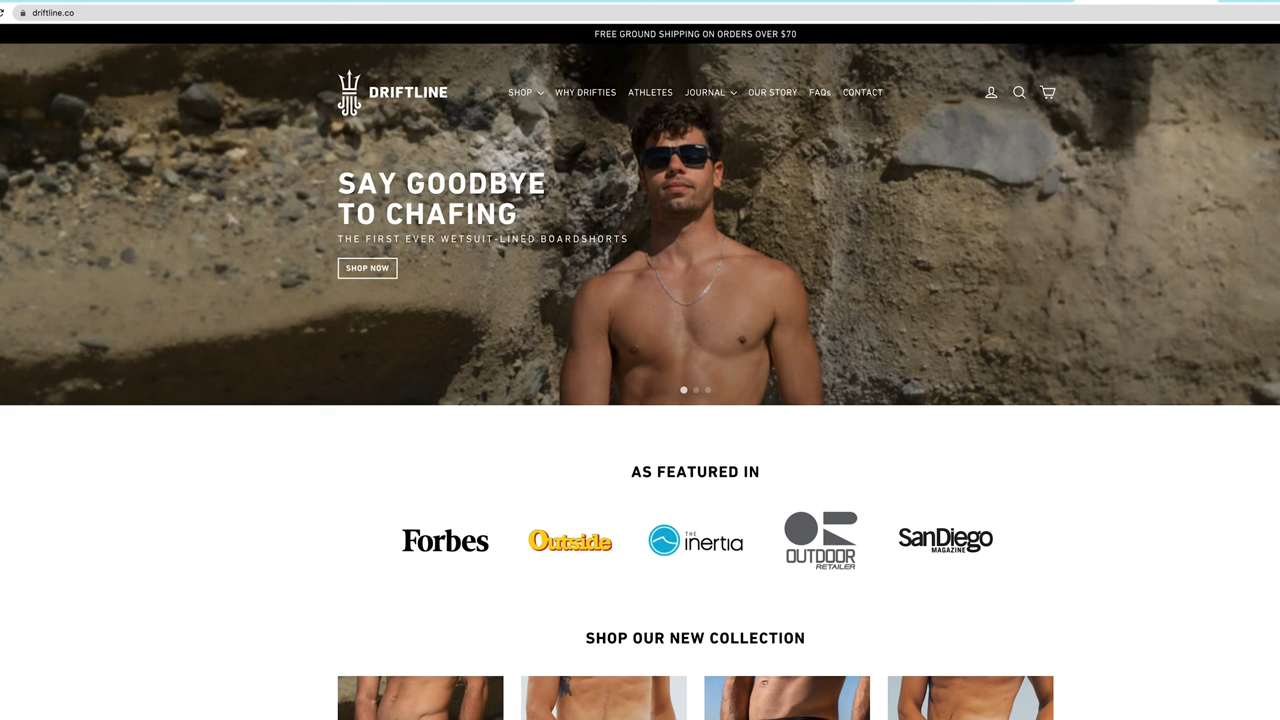 driftline.co
FREE GROUND SHIPPING ON ORDERS OVER $70
DRIFTLINE
SHOP
WHY DRIFTIES
ATHLETES
JOURNAL
OUR STORY
FAQs
CONTACT
SAY GOODBYE
TO CHAFING
THE FIRST EVER WETSUIT-LINED BOARDSHORTS
SHOP NOW
AS FEATURED IN
Forbes
Outside
THE
inertia
OUTDOOR
RETAILER
SanDiego
MAGAZINE
SHOP OUR NEW COLLECTION